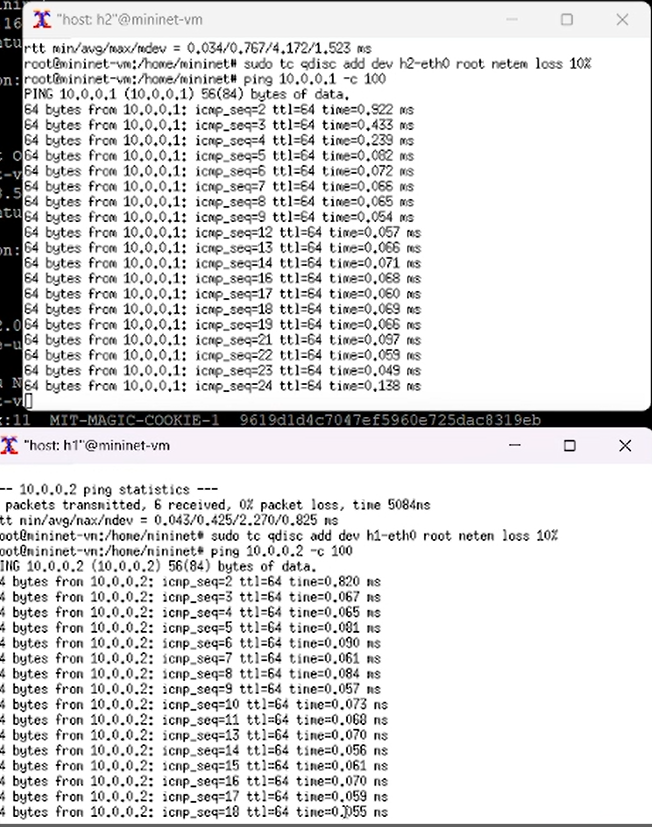 "host: h2"@mininet-vm
rtt min/avg/max/mdev = 0.034/0.767/4.172/1.523 ms
root@mininet-vm:/home/mininet# sudo tc qdisc add dev h2-eth0 root netem loss 10%
root@mininet-vm:/home/mininet# ping 10.0.0.1 -c 100
PING 10.0.0.1 (10.0.0.1) 56(84) bytes of data.
64 bytes from 10.0.0.1: icmp_seq=2 ttl=64 time=0.922 ms
64 bytes from 10.0.0.1: icmp_seq=3 ttl=64 time=0.433 ms
64 bytes from 10.0.0.1: icmp_seq=4 ttl=64 time=0.239 ms
64 bytes from 10.0.0.1: icmp_seq=5 ttl=64 time=0.082 ms
64 bytes from 10.0.0.1: icmp_seq=6 ttl=64 time=0.072 ms
64 bytes from 10.0.0.1: icmp_seq=7 ttl=64 time=0.066 ms
64 bytes from 10.0.0.1: icmp_seq=8 ttl=64 time=0.065 ms
64 bytes from 10.0.0.1: icmp_seq=9 ttl=64 time=0.054 ms
64 bytes from 10.0.0.1: icmp_seq=12 ttl=64 time=0.057 ms
64 bytes from 10.0.0.1: icmp_seq=13 ttl=64 time=0.066 ms
64 bytes from 10.0.0.1: icmp_seq=14 ttl=64 time=0.071 ms
64 bytes from 10.0.0.1: icmp_seq=16 ttl=64 time=0.068 ms
64 bytes from 10.0.0.1: icmp_seq=17 ttl=64 time=0.060 ms
64 bytes from 10.0.0.1: icmp_seq=18 ttl=64 time=0.069 ms
64 bytes from 10.0.0.1: icmp_seq=19 ttl=64 time=0.066 ms
64 bytes from 10.0.0.1: icmp_seq=21 ttl=64 time=0.097 ms
64 bytes from 10.0.0.1: icmp_seq=22 ttl=64 time=0.059 ms
64 bytes from 10.0.0.1: icmp_seq=23 ttl=64 time=0.049 ms
64 bytes from 10.0.0.1: icmp_seq=24 ttl=64 time=0.138 ms
:11 MIT-MAGIC-COOKIE-1 9619d1d4c7047ef5960e725dac8319eb
"host: h1"@mininet-vm
-- 10.0.0.2 ping statistics ---
packets transmitted, 6 received, 0% packet loss, time 5084ms
tt min/avg/max/mdev = 0.043/0.425/2.270/0.825 ms
oot@mininet-vm:/home/mininet# sudo tc qdisc add dev h1-eth0 root netem loss 10%
oot@mininet-vm:/home/mininet# ping 10.0.0.2 -c 100
ING 10.0.0.2 (10.0.0.2) 56(84) bytes of data.
4 bytes from 10.0.0.2: icmp_seq=2 ttl=64 time=0.820 ms
4 bytes from 10.0.0.2: icmp_seq=3 ttl=64 time=0.067 ms
4 bytes from 10.0.0.2: icmp_seq=4 ttl=64 time=0.065 ms
4 bytes from 10.0.0.2: icmp_seq=5 ttl=64 time=0.081 ms
4 bytes from 10.0.0.2: icmp_seq=6 ttl=64 time=0.090 ms
4 bytes from 10.0.0.2: icmp_seq=7 ttl=64 time=0.061 ms
4 bytes from 10.0.0.2: icmp_seq=8 ttl=64 time=0.084 ms
4 bytes from 10.0.0.2: icmp_seq=9 ttl=64 time=0.057 ms
4 bytes from 10.0.0.2: icmp_seq=10 ttl=64 time=0.073 ms
4 bytes from 10.0.0.2: icmp_seq=11 ttl=64 time=0.068 ms
4 bytes from 10.0.0.2: icmp_seq=13 ttl=64 time=0.070 ms
4 bytes from 10.0.0.2: icmp_seq=14 ttl=64 time=0.056 ms
4 bytes from 10.0.0.2: icmp_seq=15 ttl=64 time=0.061 ms
4 bytes from 10.0.0.2: icmp_seq=16 ttl=64 time=0.070 ms
4 bytes from 10.0.0.2: icmp_seq=17 ttl=64 time=0.059 ms
4 bytes from 10.0.0.2: icmp_seq=18 ttl=64 time=0.055 ms